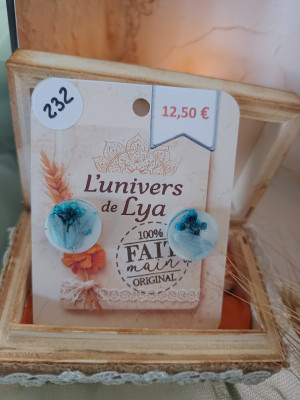 232
12,50 €
L'univers
de Lya
100%
FAIT
main
ORIGINAL